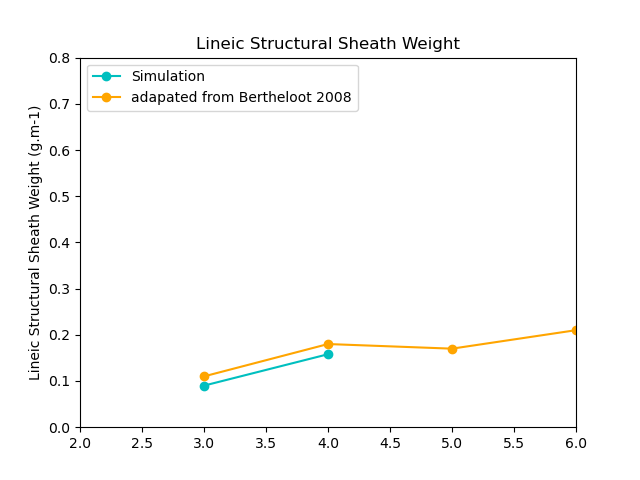 Lineic Structural Sheath Weight
Simulation
adapated from Bertheloot 2008
Lineic Structural Sheath Weight (g.m-1)
0.8
0.7
0.6
0.5
0.4
0.3
0.2
0.1
0.0
2.0 2.5 3.0 3.5 4.0 4.5 5.0 5.5 6.0